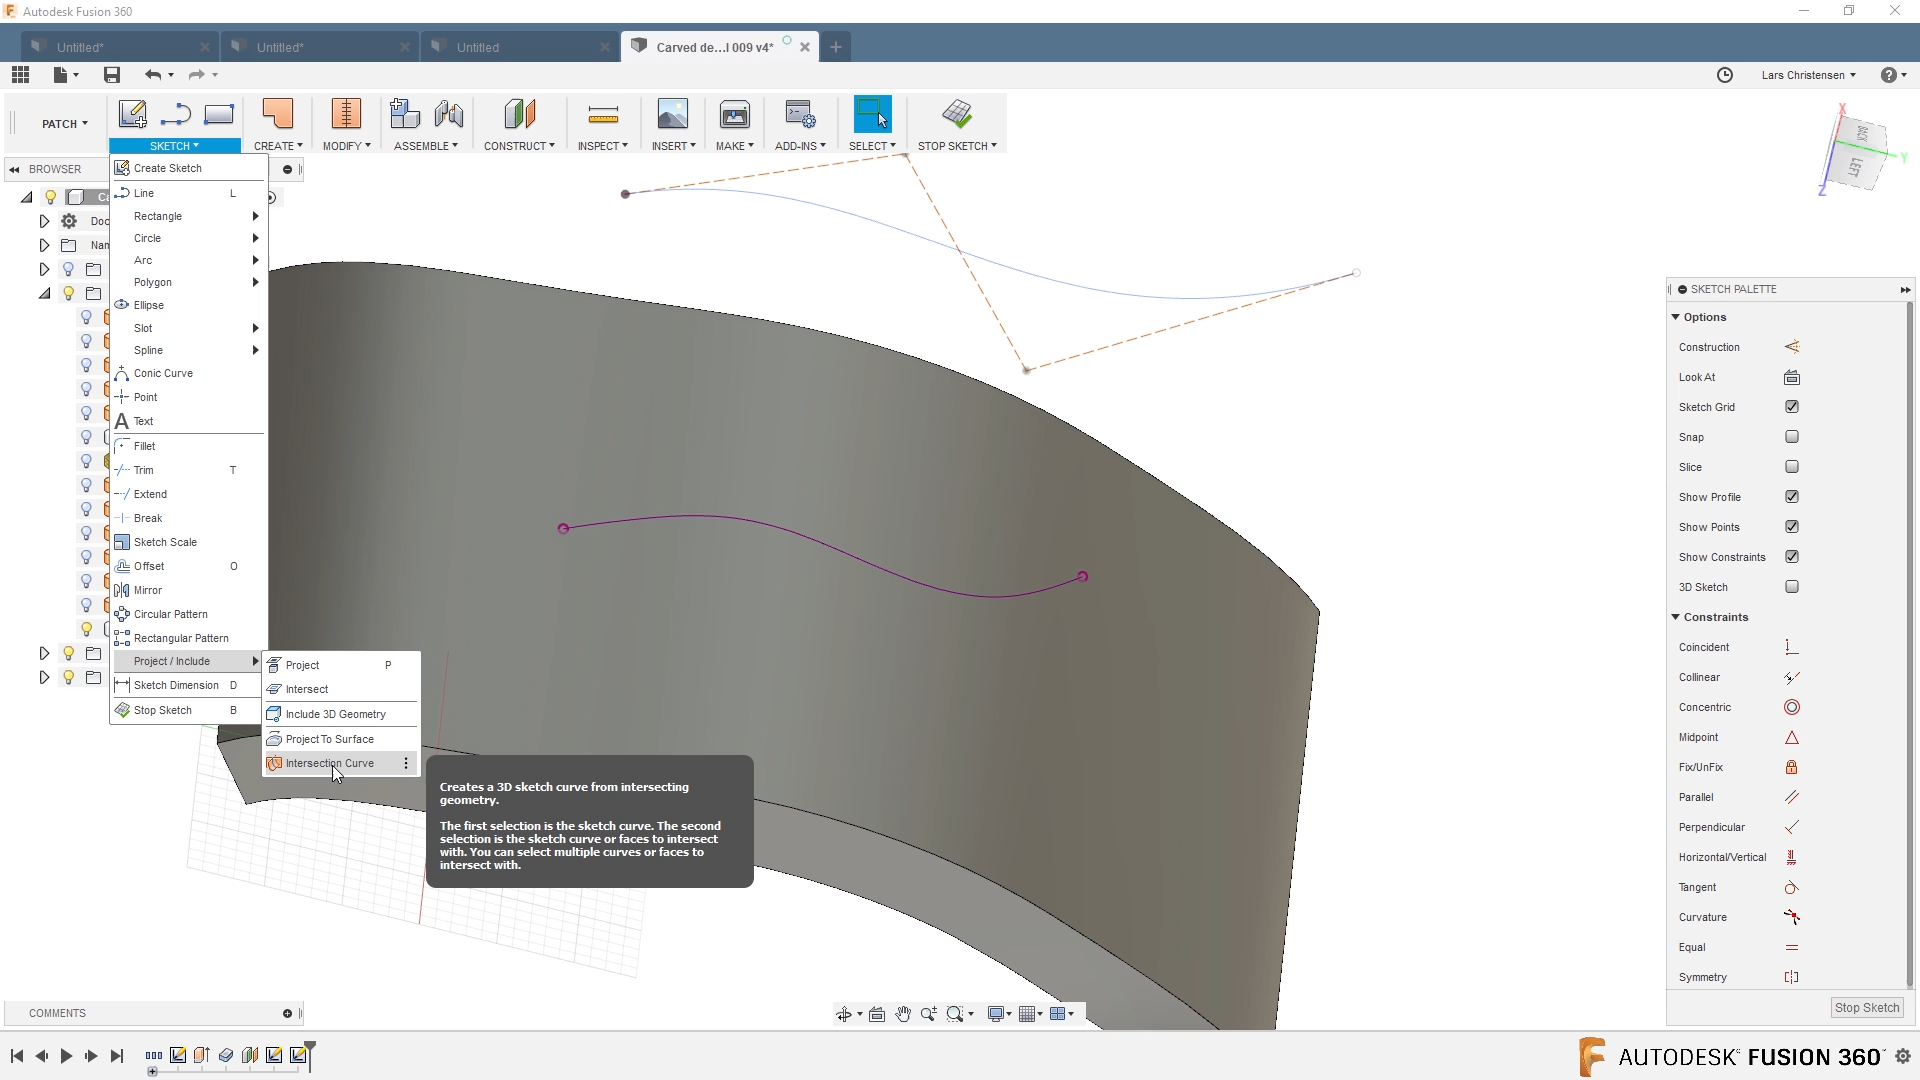 Autodesk Fusion 360
Untitled*
Untitled*
Untitled
Carved de...l 009 v4*
Lars Christensen
PATCH
SKETCH
CREATE
MODIFY
ASSEMBLE
CONSTRUCT
INSPECT
INSERT
MAKE
ADD-INS
SELECT
STOP SKETCH
BROWSER
Ca
Doc
Nam
Create Sketch
Line L
Rectangle
Circle
Arc
Polygon
Ellipse
Slot
Spline
Conic Curve
Point
Text
Fillet
Trim T
Extend
Break
Sketch Scale
Offset O
Mirror
Circular Pattern
Rectangular Pattern
Project / Include
Sketch Dimension D
Stop Sketch B
Project P
Intersect
Include 3D Geometry
Project To Surface
Intersection Curve
Creates a 3D sketch curve from intersecting
geometry.
The first selection is the sketch curve. The second
selection is the sketch curve or faces to intersect
with. You can select multiple curves or faces to
intersect with.
X
Y
Z
BACK
LEFT
SKETCH PALETTE
Options
Construction
Look At
Sketch Grid
Snap
Slice
Show Profile
Show Points
Show Constraints
3D Sketch
Constraints
Coincident
Collinear
Concentric
Midpoint
Fix/UnFix
Parallel
Perpendicular
Horizontal/Vertical
Tangent
Curvature
Equal
Symmetry
Stop Sketch
COMMENTS
AUTODESK® FUSION 360™